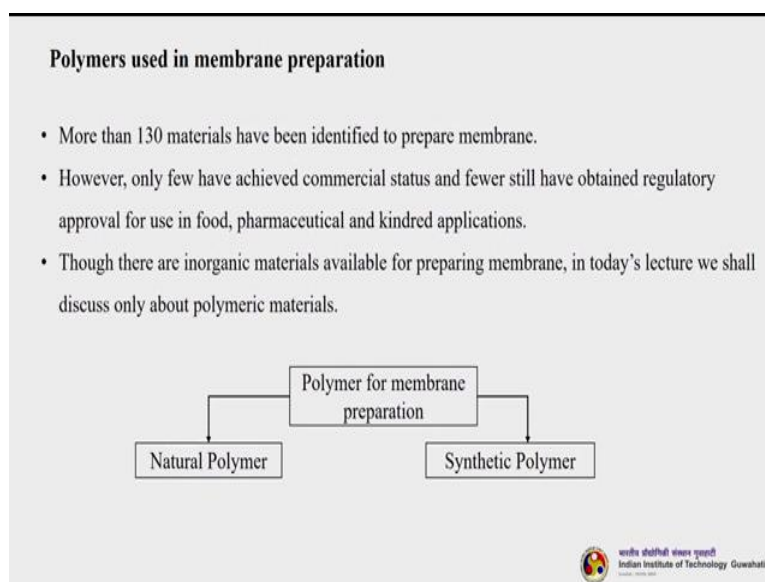 Polymers used in membrane preparation
• More than 130 materials have been identified to prepare membrane.
• However, only few have achieved commercial status and fewer still have obtained regulatory
approval for use in food, pharmaceutical and kindred applications.
• Though there are inorganic materials available for preparing membrane, in today's lecture we shall
discuss only about polymeric materials.
Polymer for membrane
preparation
Natural Polymer
Synthetic Polymer
भारतीय प्रौद्योगिकी संस्थान गुवाहाटी
Indian Institute of Technology Guwahati